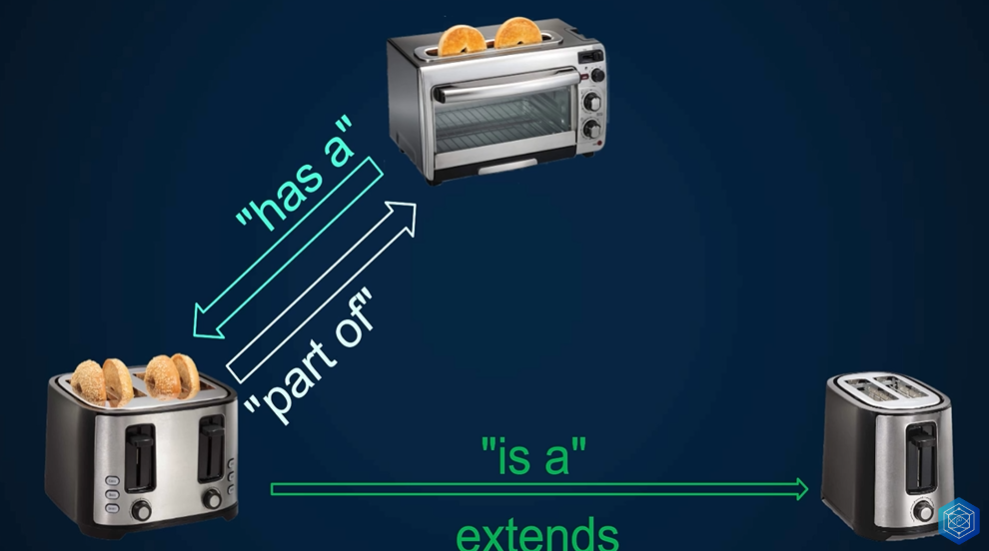 "has a"
"part of"
"is a"
extends